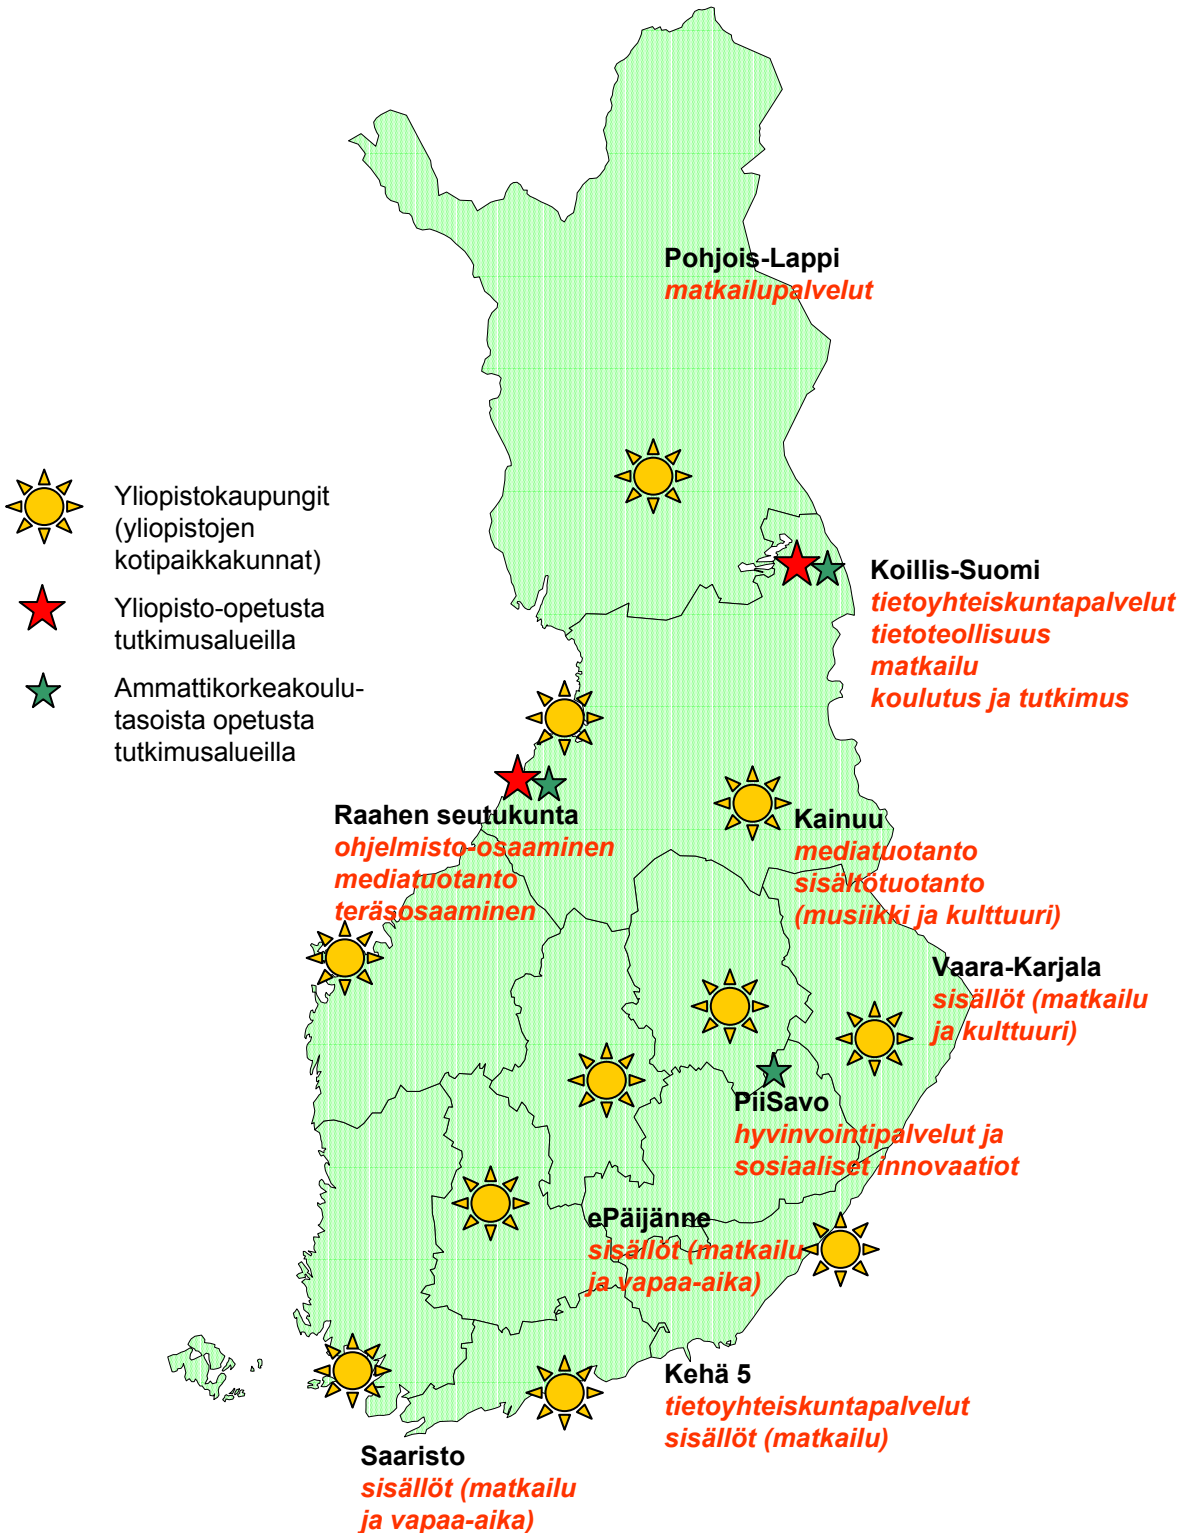 Pohjois-Lappi
matkailupalvelut
Yliopistokaupungit
(yliopistojen
kotipaikkakunnat)
Yliopisto-opetusta
tutkimusalueilla
Ammattikorkeakoulu-
tasoista opetusta
tutkimusalueilla
Koillis-Suomi
tietoyhteiskuntapalvelut
tietoteollisuus
matkailu
koulutus ja tutkimus
Raahen seutukunta
ohjelmisto-osaaminen
mediatuotanto
teräsosaaminen
Kainuu
mediatuotanto
sisältötuotanto
(musiikki ja kulttuuri)
Vaara-Karjala
sisällöt (matkailu
ja kulttuuri)
PiiSavo
hyvinvointipalvelut ja
sosiaaliset innovaatiot
ePäijänne
sisällöt (matkailu
ja vapaa-aika)
Kehä 5
tietoyhteiskuntapalvelut
sisällöt (matkailu)
Saaristo
sisällöt (matkailu
ja vapaa-aika)